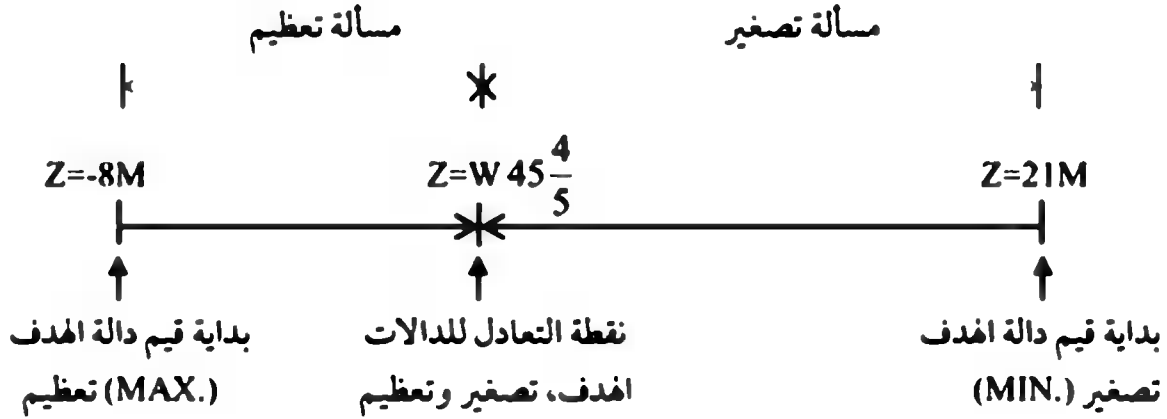 مسألة تصغير
مسألة تعظيم
Z=-8M
Z=W 45 4/5
Z=21M
بداية قيم دالة الهدف
تعظيم (MAX.)
نقطة التعادل للدالات
الهدف، تصغير وتعظيم
بداية قيم دالة الهدف
تصغير (MIN.)